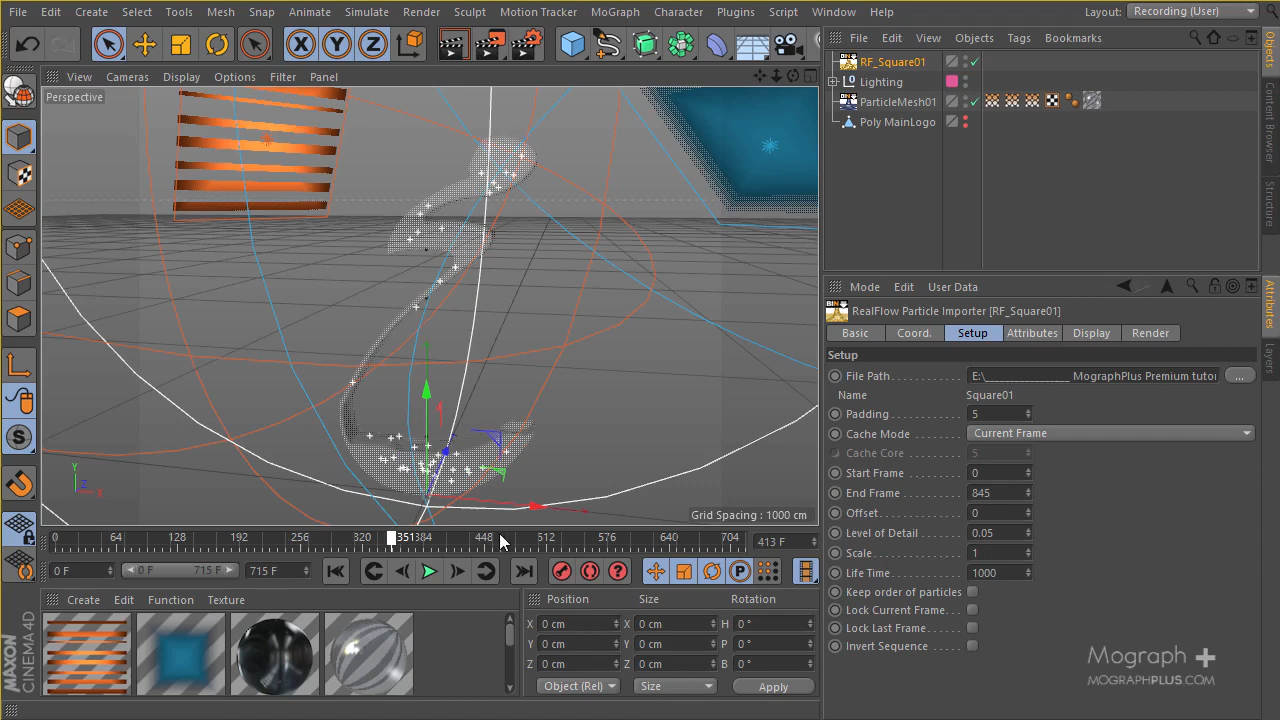 File Edit Create Select Tools Mesh Snap Animate Simulate Render Sculpt Motion Tracker MoGraph Character Plugins Script Window Help Layout: Recording (User)
X Y Z
File Edit View Objects Tags Bookmarks
View Cameras Display Options Filter Panel
Perspective
RF_Square01
Lighting
ParticleMesh01
Poly MainLogo
Objects
Content Browser
Structure
Mode Edit User Data
RealFlow Particle Importer [RF_Square01]
Basic Coord. Setup Attributes Display Render
Setup
File Path E:\________________ MographPlus Premium tutor ...
Name Square01
Padding 5
Cache Mode Current Frame
Cache Core 5
Start Frame 0
End Frame 845
Offset 0
Level of Detail 0.05
Scale 1
Life Time 1000
Keep order of particles
Lock Current Frame
Lock Last Frame
Invert Sequence
Attributes
Layers
Y
Z X
Grid Spacing : 1000 cm
0 64 128 192 256 320 351 384 448 512 576 640 704 413 F
0 F 0 F 715 F 715 F
Create Edit Function Texture
Position Size Rotation
X 0 cm X 0 cm H 0 °
Y 0 cm Y 0 cm P 0 °
Z 0 cm Z 0 cm B 0 °
Object (Rel) Size Apply
MAXON
CINEMA 4D
Mograph +
MOGRAPHPLUS.COM